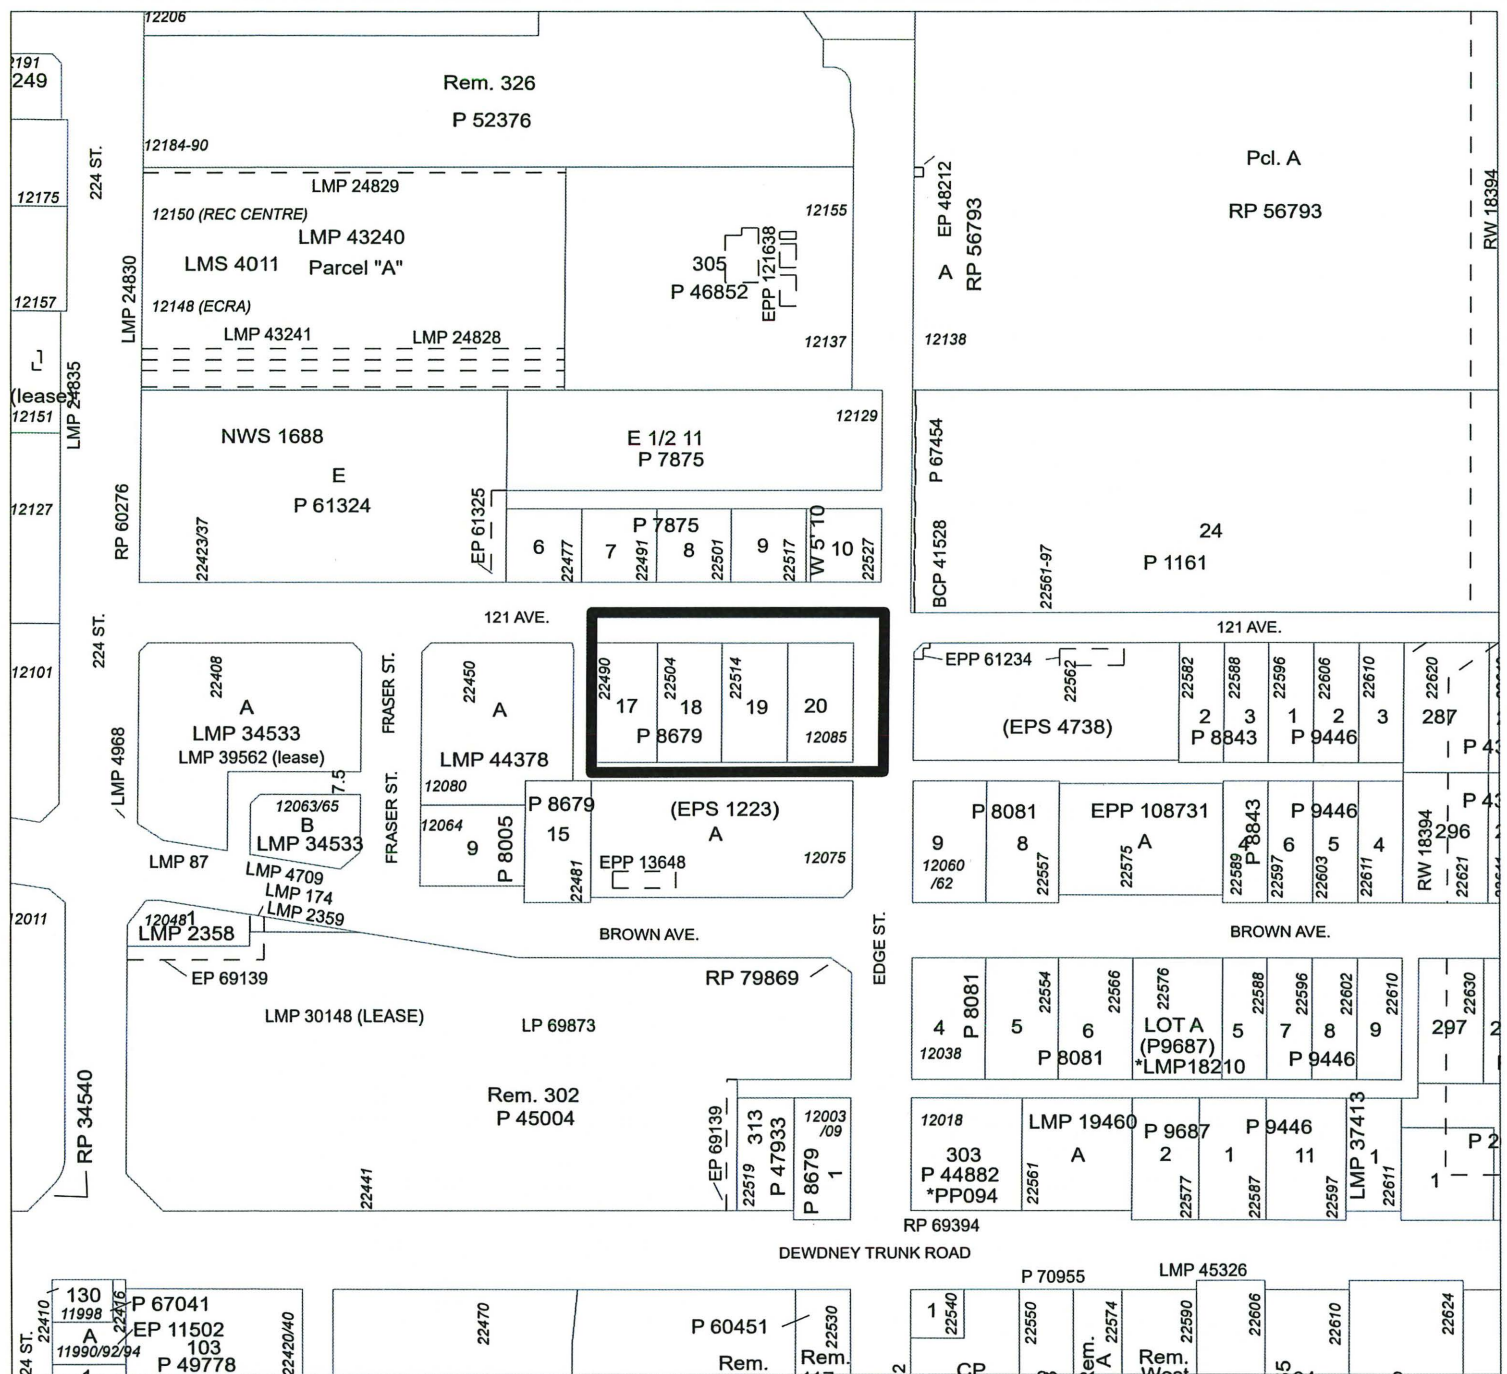 12206
2191
249
Rem. 326
P 52376
12184-90
224 ST.
12175
LMP 24829
12150 (REC CENTRE)
LMP 43240
LMS 4011
Parcel "A"
12148 (ECRA)
LMP 24830
12157
LMP 43241
LMP 24828
LMP 24835
(lease)
12151
12155
305
P 46852
EPP 121638
12137
EP 48212
A
RP 56793
12138
Pcl. A
RP 56793
RW 18394
NWS 1688
E
P 61324
RP 60276
22423/37
EP 61325
12127
12129
E 1/2 11
P 7875
P 7875
6
22477
7
22491
8
22501
9
22517
W 5' 10
10
22527
P 67454
BCP 41528
24
P 1161
22561-97
121 AVE.
121 AVE.
224 ST.
12101
22408
A
LMP 34533
LMP 39562 (lease)
7.5
12063/65
B
LMP 34533
LMP 4968
LMP 87
LMP 4709
LMP 174
LMP 2359
FRASER ST.
FRASER ST.
22450
A
LMP 44378
12080
12064
9
P 8005
P 8679
15
22481
22490
17
22504
18
22514
19
20
P 8679
12085
(EPS 1223)
A
EPP 13648
12075
EPP 61234
22562
(EPS 4738)
22582
2
22588
3
P 8843
22596
1
22606
2
P 9446
22610
3
22620
287
P 43
P 8081
9
12060
/62
8
22557
EPP 108731
A
22575
P 8843
4
22589
P 9446
22597
6
22603
5
22611
4
RW 18394
296
22621
P 43
12011
12048
1
LMP 2358
EP 69139
BROWN AVE.
BROWN AVE.
EDGE ST.
RP 79869
LMP 30148 (LEASE)
LP 69873
Rem. 302
P 45004
RP 34540
22441
EP 69139
313
P 47933
22519
12003
/09
P 8679
1
4
P 8081
12038
5
22554
6
22566
P 8081
22576
LOT A
(P9687)
*LMP18210
22588
5
22596
7
22602
8
22610
9
P 9446
297
22630
12018
303
P 44882
*PP094
LMP 19460
A
22561
P 9687
2
22577
P 9446
1
22587
11
22597
LMP 37413
1
22611
1
P 2
RP 69394
DEWDNEY TRUNK ROAD
P 70955
LMP 45326
24 ST.
22410
130
11998
22416
A
11990/92/94
P 67041
EP 11502
103
P 49778
22420/40
22470
P 60451
22530
Rem.
Rem.
1
22540
CP
22550
22574
Rem.
A
22590
Rem.
West
22606
22610
22624